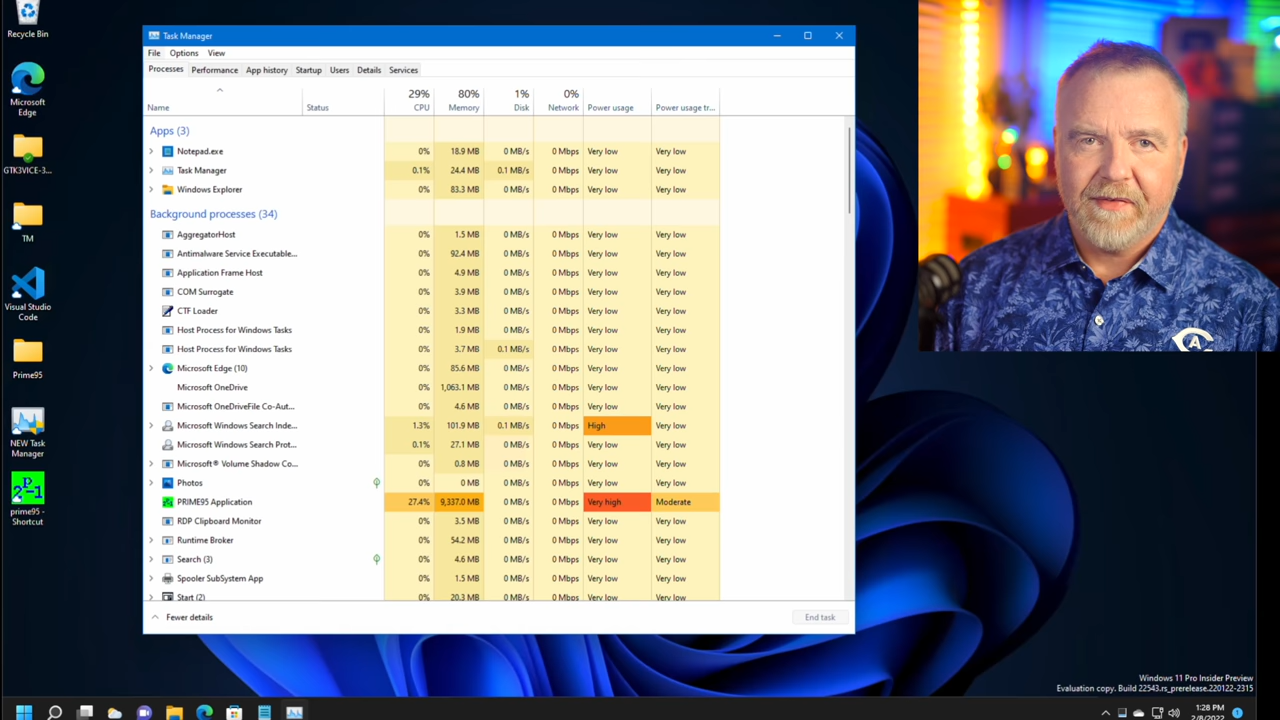 Recycle Bin
Microsoft
Edge
GTK3VICE-3...
TM
Visual Studio
Code
Prime95
NEW Task
Manager
prime95 -
Shortcut
Task Manager
File Options View
Processes Performance App history Startup Users Details Services
29% 80% 1% 0%
Name Status CPU Memory Disk Network Power usage Power usage tr...
Apps (3)
Notepad.exe 0% 18.9 MB 0 MB/s 0 Mbps Very low Very low
Task Manager 0.1% 24.4 MB 0.1 MB/s 0 Mbps Very low Very low
Windows Explorer 0% 83.3 MB 0 MB/s 0 Mbps Very low Very low
Background processes (34)
AggregatorHost 0% 1.5 MB 0 MB/s 0 Mbps Very low Very low
Antimalware Service Executable... 0% 92.4 MB 0 MB/s 0 Mbps Very low Very low
Application Frame Host 0% 4.9 MB 0 MB/s 0 Mbps Very low Very low
COM Surrogate 0% 3.9 MB 0 MB/s 0 Mbps Very low Very low
CTF Loader 0% 3.3 MB 0 MB/s 0 Mbps Very low Very low
Host Process for Windows Tasks 0% 1.9 MB 0 MB/s 0 Mbps Very low Very low
Host Process for Windows Tasks 0% 3.7 MB 0.1 MB/s 0 Mbps Very low Very low
Microsoft Edge (10) 0% 85.6 MB 0 MB/s 0 Mbps Very low Very low
Microsoft OneDrive 0% 1,063.1 MB 0 MB/s 0 Mbps Very low Very low
Microsoft OneDriveFile Co-Aut... 0% 4.6 MB 0 MB/s 0 Mbps Very low Very low
Microsoft Windows Search Inde... 1.3% 101.9 MB 0.1 MB/s 0 Mbps High Very low
Microsoft Windows Search Prot... 0.1% 27.1 MB 0 MB/s 0 Mbps Very low Very low
Microsoft® Volume Shadow Co... 0% 0.8 MB 0 MB/s 0 Mbps Very low Very low
Photos 0% 0 MB 0 MB/s 0 Mbps Very low Very low
PRIME95 Application 27.4% 9,337.0 MB 0 MB/s 0 Mbps Very high Moderate
RDP Clipboard Monitor 0% 3.5 MB 0 MB/s 0 Mbps Very low Very low
Runtime Broker 0% 54.2 MB 0 MB/s 0 Mbps Very low Very low
Search (3) 0% 4.6 MB 0 MB/s 0 Mbps Very low Very low
Spooler SubSystem App 0% 1.5 MB 0 MB/s 0 Mbps Very low Very low
Start (2) 0% 20.3 MB 0 MB/s 0 Mbps Very low Very low
Fewer details End task
Windows 11 Pro Insider Preview
Evaluation copy. Build 22543.rs_prerelease.220122-2315
1:28 PM
2/8/2022